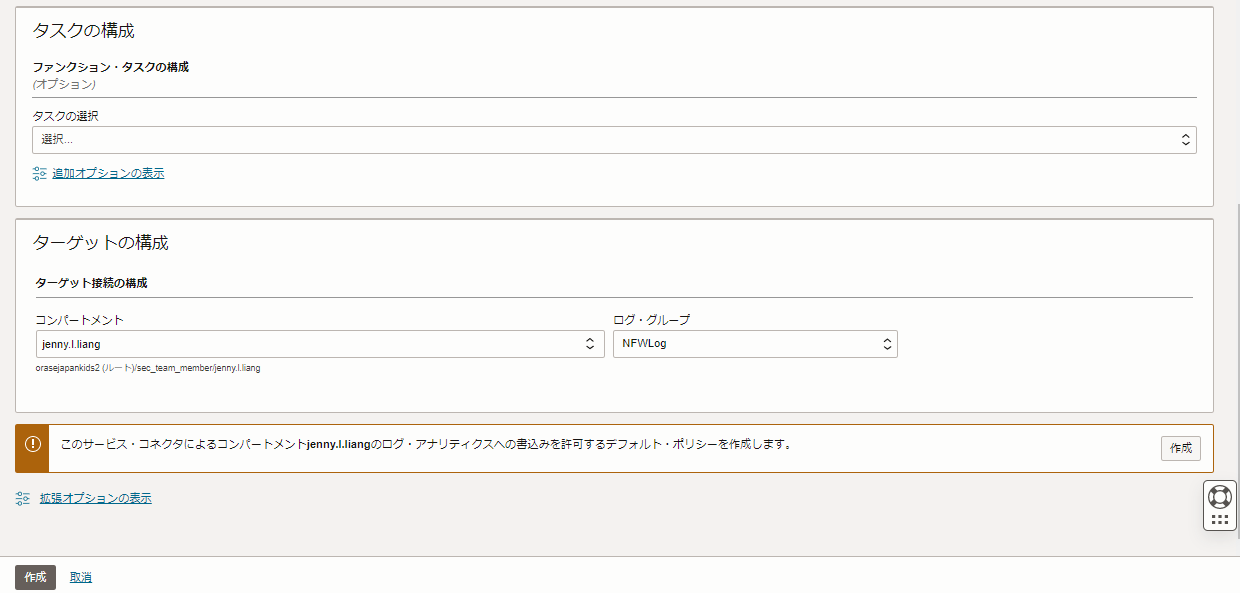 タスクの構成
ファンクション・タスクの構成
(オプション)
タスクの選択
選択...
追加オプションの表示
ターゲットの構成
ターゲット接続の構成
コンパートメント
ログ・グループ
jenny.l.liang
NFWLog
orasejapankids2 (ルート)/sec_team_member/jenny.l.liang
このサービス・コネクタによるコンパートメントjenny.l.liangのログ・アナリティクスへの書込みを許可するデフォルト・ポリシーを作成します。
作成
拡張オプションの表示
作成
取消